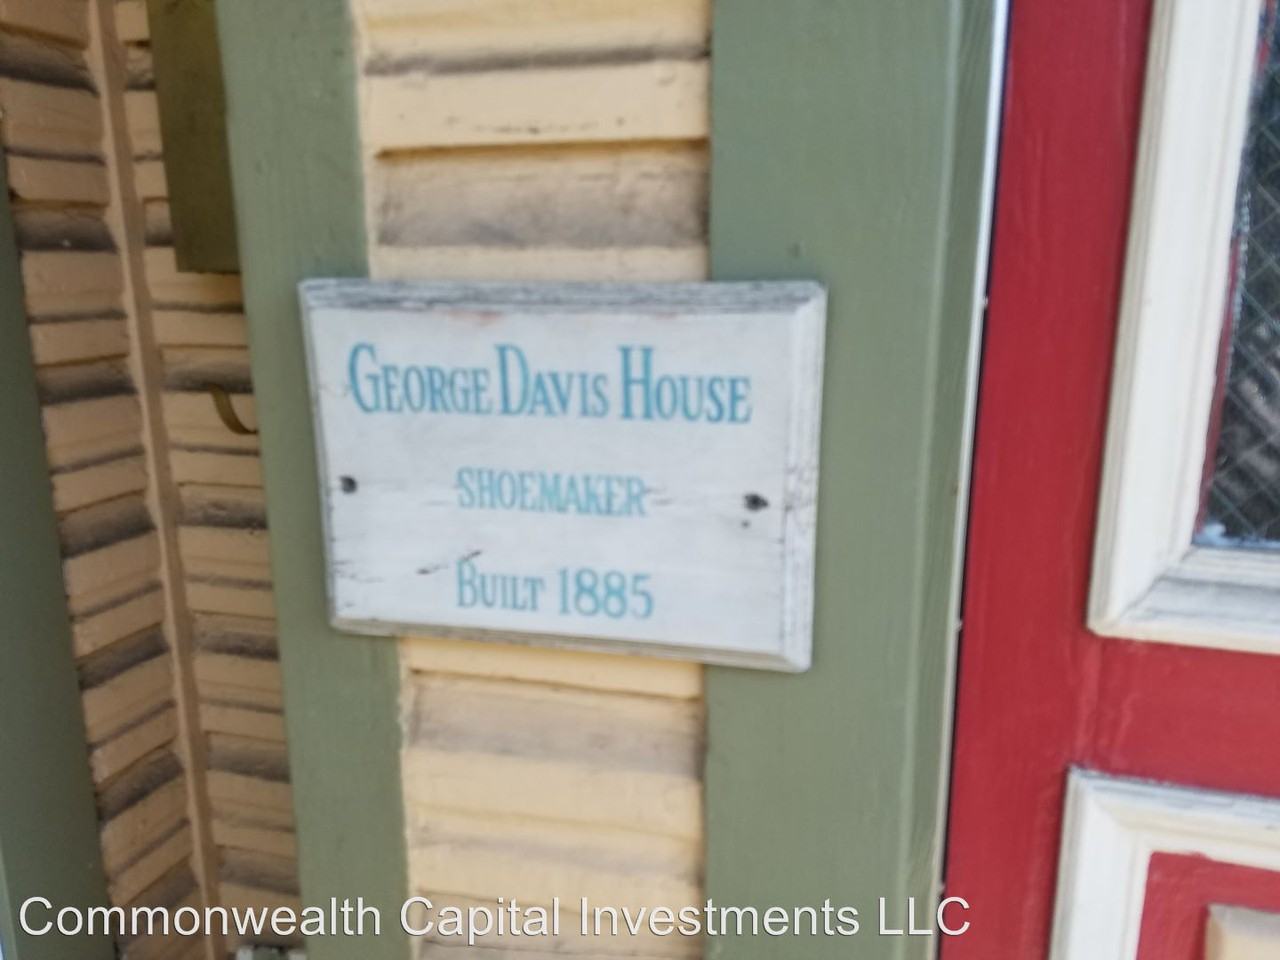 George Davis House
SHOEMAKER
Built 1885
Commonwealth Capital Investments LLC